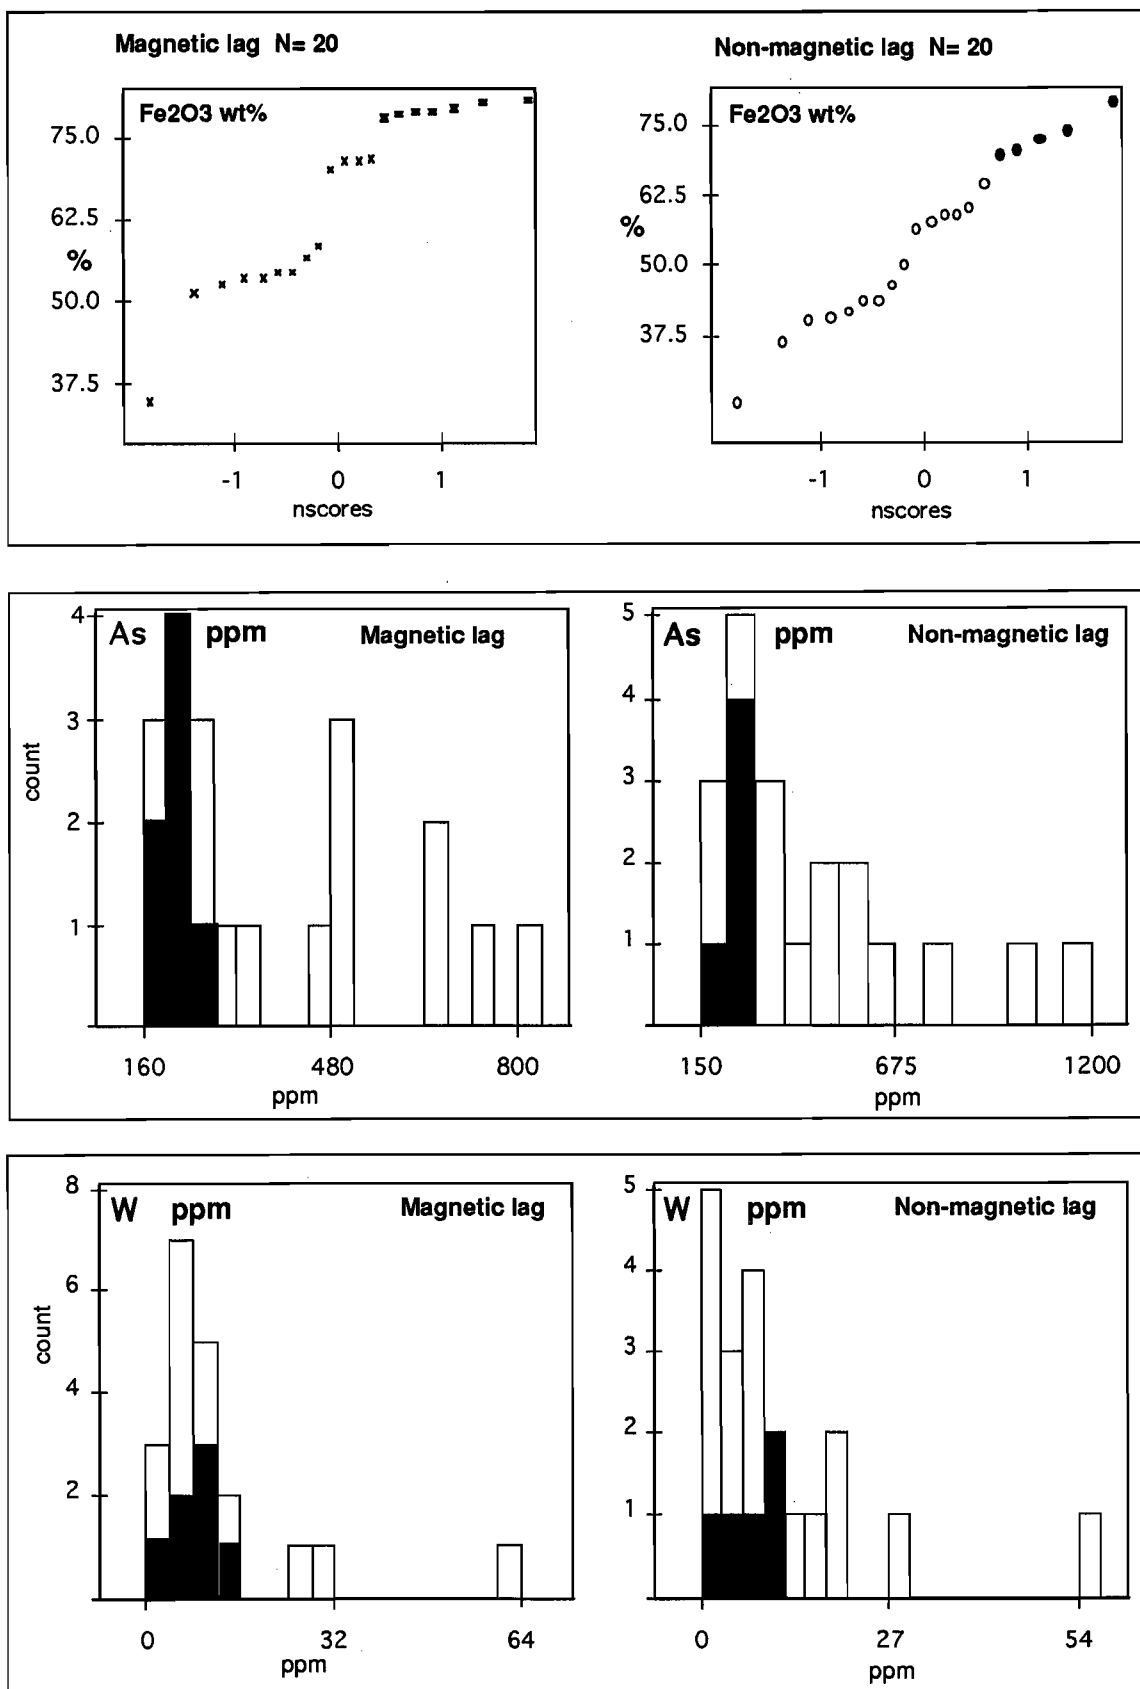 Magnetic lag N= 20
Non-magnetic lag N= 20
Fe2O3 wt%
75.0
62.5
%
50.0
37.5
-1 0 1
nscores
Fe2O3 wt%
75.0
62.5
%
50.0
37.5
-1 0 1
nscores
As ppm Magnetic lag
4
3
2
1
count
160 480 800
ppm
As ppm Non-magnetic lag
5
4
3
2
1
150 675 1200
ppm
W ppm Magnetic lag
8
6
4
2
count
0 32 64
ppm
W ppm Non-magnetic lag
5
4
3
2
1
0 27 54
ppm